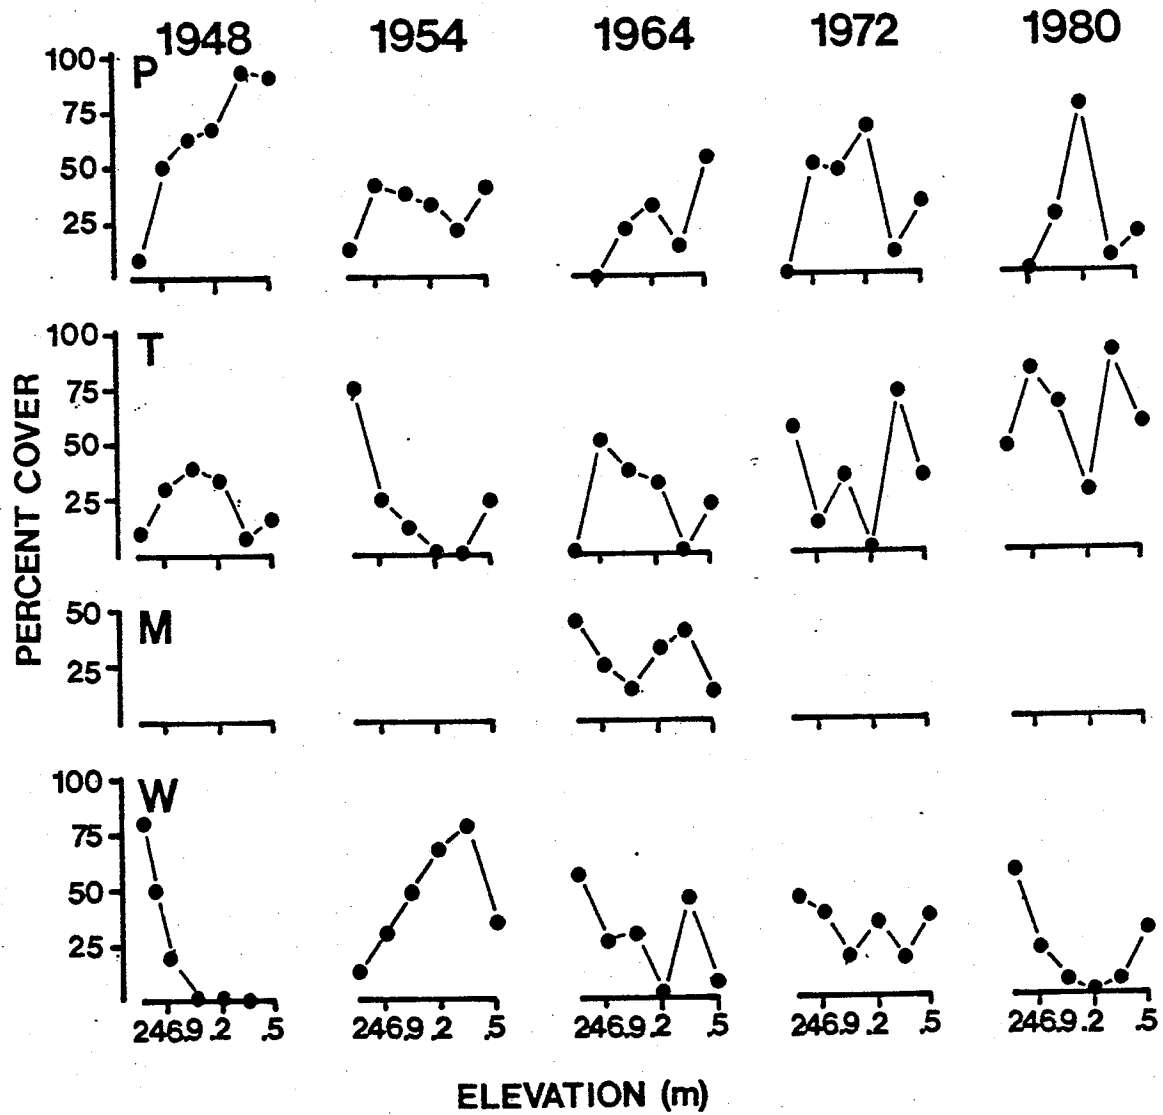 1948 1954 1964 1972 1980
100 P
75
50
25
100 T
75
50
25
50 M
25
100 W
75
50
25
246.9 .2 .5 246.9 .2 .5 246.9 .2 .5 246.9 .2 .5 246.9 .2 .5
PERCENT COVER
ELEVATION (m)